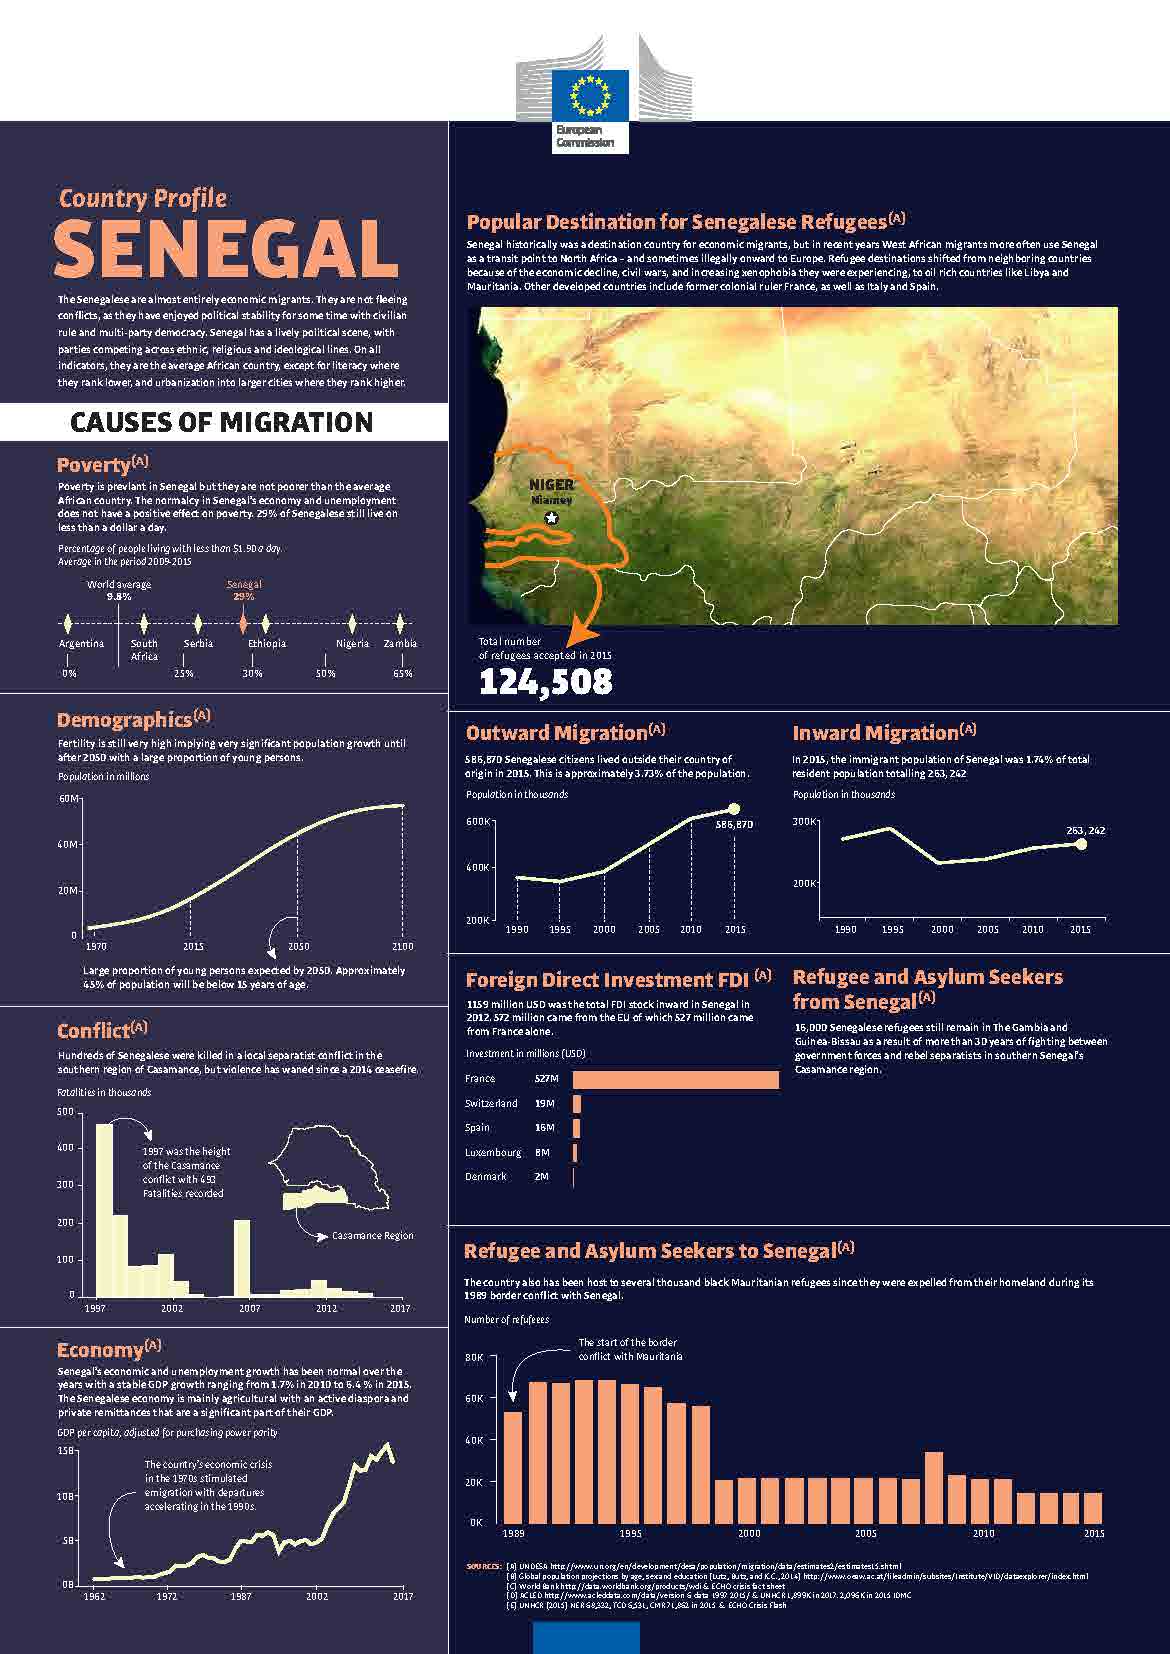 European
Commission
Country Profile
SENEGAL
The Senegalese are almost entirely economic migrants. They are not fleeing
conflicts, as they have enjoyed political stability for some time with civilian
rule and multi-party democracy. Senegal has a lively political scene, with
parties competing across ethnic, religious and ideological lines. On all
indicators, they are the average African country, except for literacy where
they rank lower, and urbanization into larger cities where they rank higher.
CAUSES OF MIGRATION
Poverty(A)
Poverty is prevlant in Senegal but they are not poorer than the average
African country. The normalcy in Senegal's economy and unemployment
does not have a positive effect on poverty. 29% of Senegalese still live on
less than a dollar a day.
Percentage of people living with less than $1.90 a day.
Average in the period 2009-2015
World average
9.8%
Senegal
29%
Argentina South Africa Serbia Ethiopia Nigeria Zambia
0% 25% 30% 50% 65%
Demographics(A)
Fertility is still very high implying very significant population growth until
after 2050 with a large proportion of young persons.
Population in millions
60M
40M
20M
0
1970 2015 2050 2100
Large proportion of young persons expected by 2050. Approximately
45% of population will be below 15 years of age.
Conflict(A)
Hundreds of Senegalese were killed in a local separatist conflict in the
southern region of Casamance, but violence has waned since a 2014 ceasefire.
Fatalities in thousands
500
400
300
200
100
0
1997 was the height
of the Casamance
conflict with 493
Fatalities recorded
Casamance Region
1997 2002 2007 2012 2017
Economy(A)
Senegal's economic and unemployment growth has been normal over the
years with a stable GDP growth ranging from 1.7% in 2010 to 6.4 % in 2015.
The Senegalese economy is mainly agricultural with an active diaspora and
private remittances that are a significant part of their GDP.
GDP per capita, adjusted for purchasing power parity
15B
10B
5B
0B
The country's economic crisis
in the 1970s stimulated
emigration with departures
accelerating in the 1990s.
1962 1972 1987 2002 2017
Popular Destination for Senegalese Refugees(A)
Senegal historically was a destination country for economic migrants, but in recent years West African migrants more often use Senegal
as a transit point to North Africa – and sometimes illegally onward to Europe. Refugee destinations shifted from neighboring countries
because of the economic decline, civil wars, and increasing xenophobia they were experiencing, to oil rich countries like Libya and
Mauritania. Other developed countries include former colonial ruler France, as well as Italy and Spain.
NIGER
Niamey
Total number
of refugees accepted in 2015
124,508
Outward Migration(A)
586,870 Senegalese citizens lived outside their country of
origin in 2015. This is approximately 3.73% of the population.
Population in thousands
600K
400K
200K
586,870
1990 1995 2000 2005 2010 2015
Inward Migration(A)
In 2015, the immigrant population of Senegal was 1.74% of total
resident population totalling 263,242
Population in thousands
300K
200K
263, 242
1990 1995 2000 2005 2010 2015
Foreign Direct Investment FDI (A)
1159 million USD was the total FDI stock inward in Senegal in
2012. 572 million came from the EU of which 527 million came
from France alone.
Investment in millions (USD)
France 527M
Switzerland 19M
Spain 16M
Luxembourg 8M
Denmark 2M
Refugee and Asylum Seekers
from Senegal(A)
16,000 Senegalese refugees still remain in The Gambia and
Guinea-Bissau as a result of more than 30 years of fighting between
government forces and rebel separatists in southern Senegal's
Casamance region.
Refugee and Asylum Seekers to Senegal(A)
The country also has been host to several thousand black Mauritanian refugees since they were expelled from their homeland during its
1989 border conflict with Senegal.
Number of refufeees
80K
60K
40K
20K
0K
The start of the border
conflict with Mauritania
1989 1995 2000 2005 2010 2015
SOURCES: [A] UNDESA http://www.un.org/en/development/desa/population/migration/data/estimates2/estimates15.shtml
[B] Global population projections by age, sex and education [Lutz, Butz, and K.C., 2014] http://www.oeaw.ac.at/fileadmin/subsites/Institute/VID/dataexplorer/index.html
[C] World Bank http://data.worldbank.org/products/wdi & ECHO crisis fact sheet
[D] ACLED http://www.acleddata.com/data/version-6-data-1997-2015/ & UNHCR 1,899K in 2017. 2,096K in 2015 IDMC
[E] UNHCR [2015] NER 68,332, TCD 6,531, CMR 71,862 in 2015 & ECHO Crisis Flash